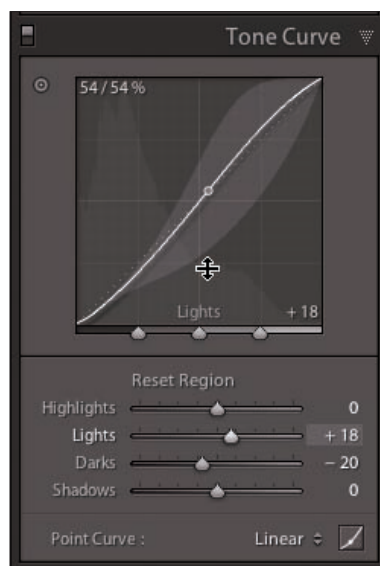 Tone Curve
54 / 54 %
Lights + 18
Reset Region
Highlights 0
Lights + 18
Darks – 20
Shadows 0
Point Curve : Linear